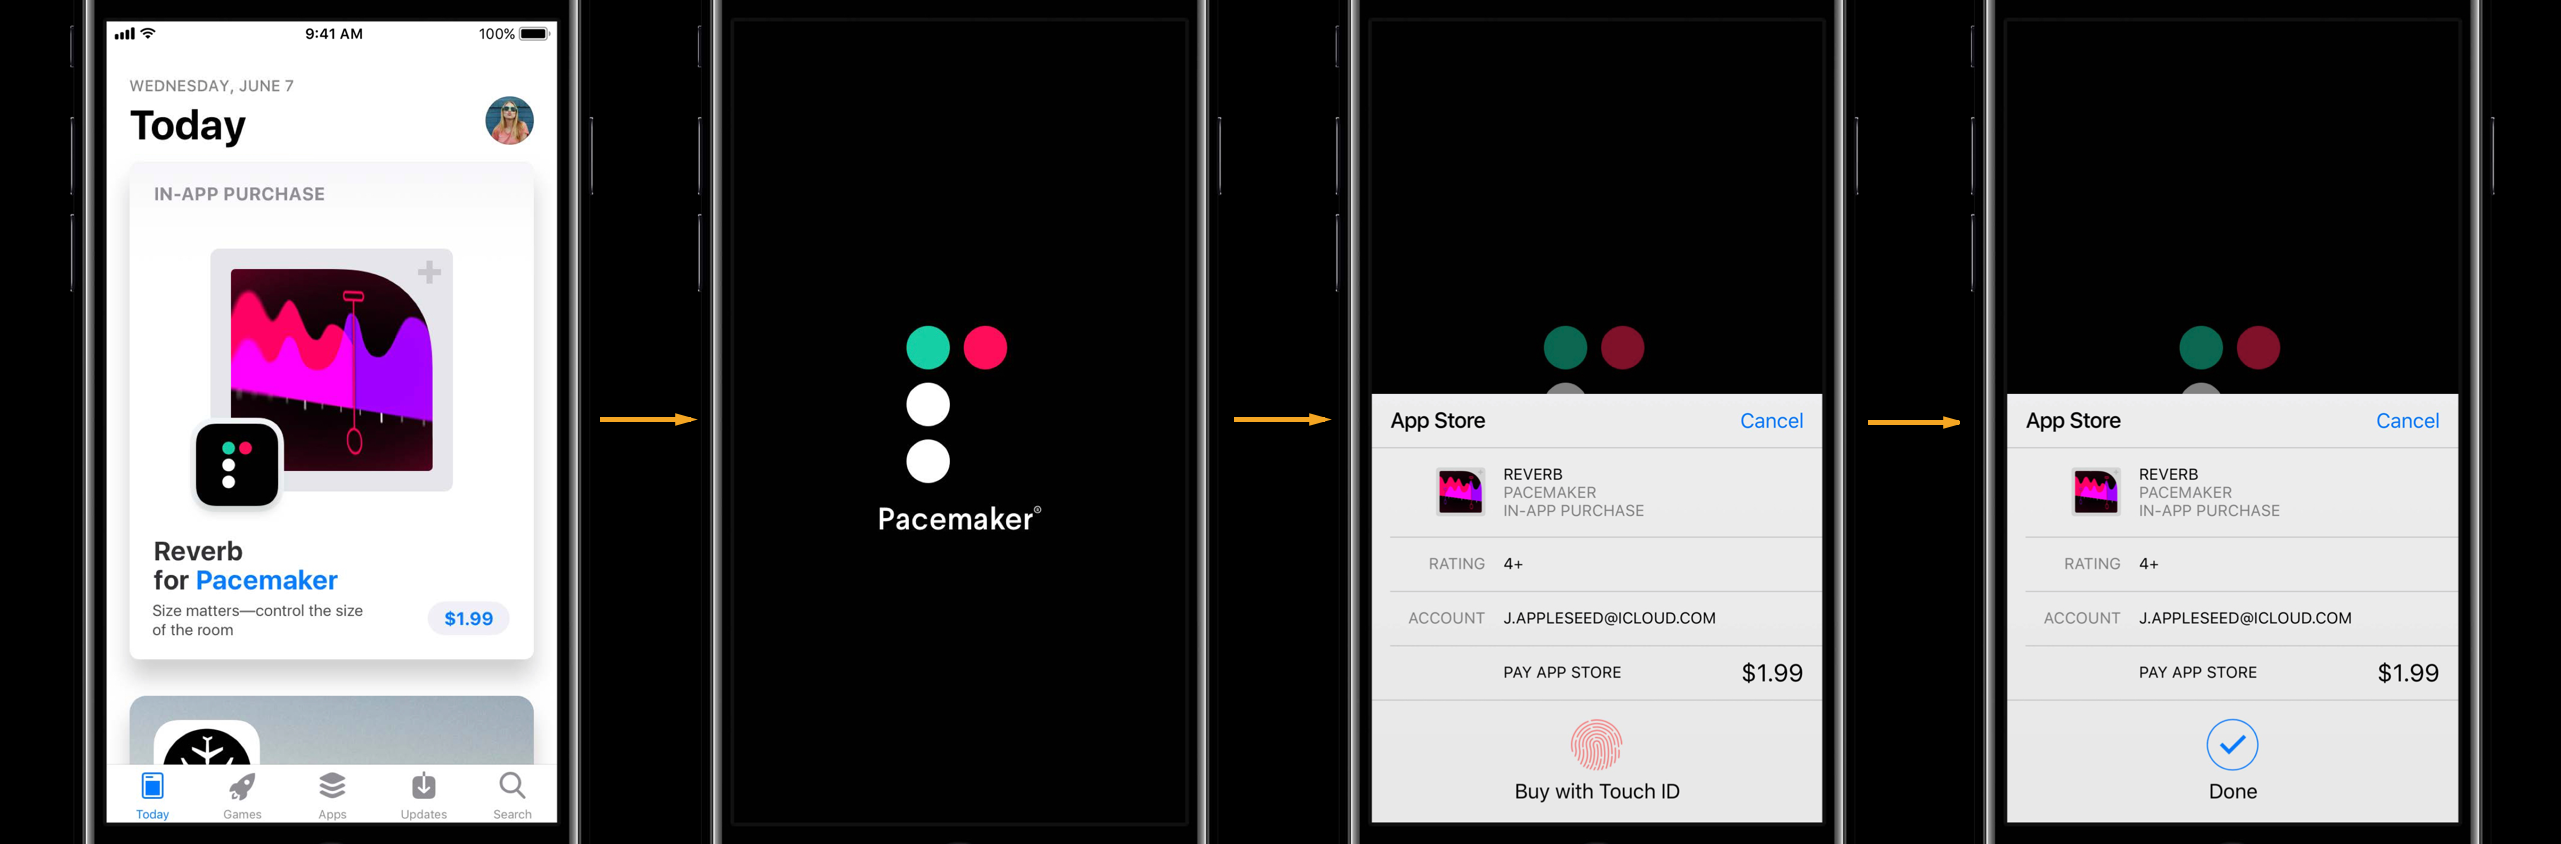 9:41 AM
100%
WEDNESDAY, JUNE 7
Today
IN-APP PURCHASE
Reverb
for Pacemaker
Size matters—control the size
of the room
$1.99
Today
Games
Apps
Updates
Search
Pacemaker®
App Store
Cancel
REVERB
PACEMAKER
IN-APP PURCHASE
RATING 4+
ACCOUNT J.APPLESEED@ICLOUD.COM
PAY APP STORE $1.99
Buy with Touch ID
App Store
Cancel
REVERB
PACEMAKER
IN-APP PURCHASE
RATING 4+
ACCOUNT J.APPLESEED@ICLOUD.COM
PAY APP STORE $1.99
Done